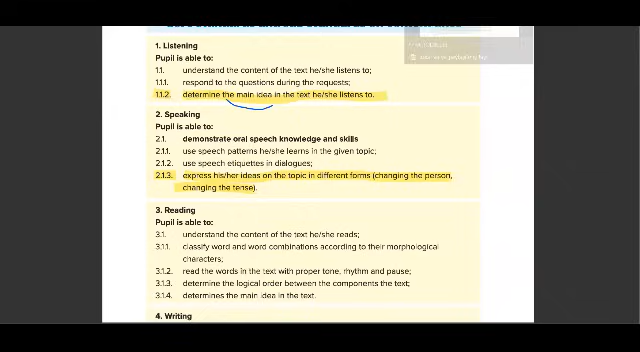 1. Listening
Pupil is able to:
1.1. understand the content of the text he/she listens to;
1.1.1. respond to the questions during the requests;
1.1.2. determine the main idea in the text he/she listens to.
2. Speaking
Pupil is able to:
2.1. demonstrate oral speech knowledge and skills
2.1.1. use speech patterns he/she learns in the given topic;
2.1.2. use speech etiquettes in dialogues;
2.1.3. express his/her ideas on the topic in different forms (changing the person,
changing the tense).
3. Reading
Pupil is able to:
3.1. understand the content of the text he/she reads;
3.1.1. classify word and word combinations according to their morphological
characters;
3.1.2. read the words in the text with proper tone, rhythm and pause;
3.1.3. determine the logical order between the components the text;
3.1.4. determines the main idea in the text.
4. Writing